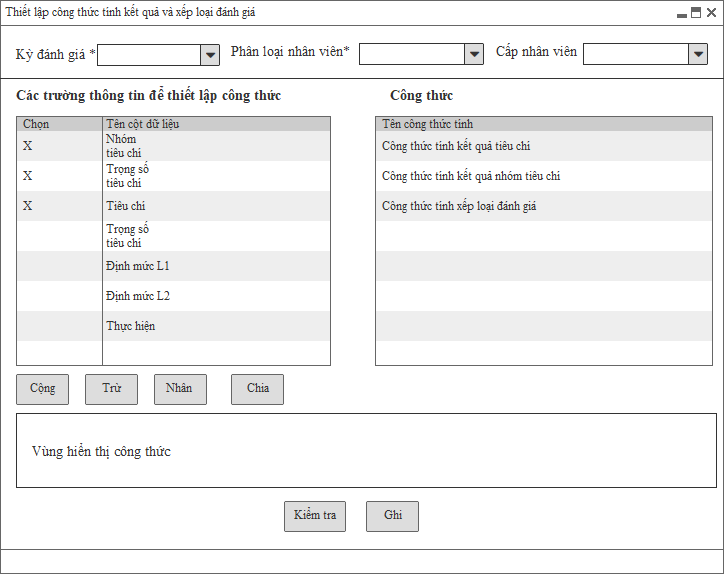 Thiết lập công thức tính kết quả và xếp loại đánh giá
Kỳ đánh giá * Phân loại nhân viên* Cấp nhân viên
Các trường thông tin để thiết lập công thức
Chọn Tên cột dữ liệu
X Nhóm
tiêu chí
X Trọng số
tiêu chí
X Tiêu chí
Trọng số
tiêu chí
Định mức L1
Định mức L2
Thực hiện
Công thức
Tên công thức tính
Công thức tính kết quả tiêu chí
Công thức tính kết quả nhóm tiêu chí
Công thức tính xếp loại đánh giá
Cộng Trừ Nhân Chia
Vùng hiển thị công thức
Kiểm tra Ghi